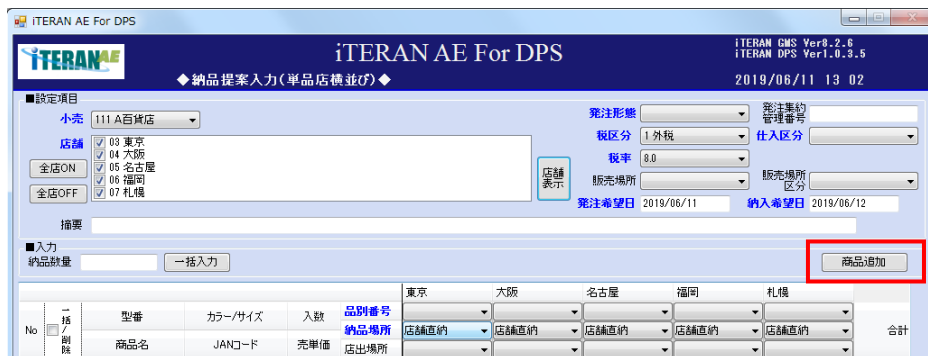 iTERAN AE For DPS
iTERAN AE
iTERAN AE For DPS
iTERAN GMS Ver8.2.6
iTERAN DPS Ver1.0.3.5
◆納品提案入力(単品店横並び)◆
2019/06/11 13 02
■設定項目
小売 111 A百貨店
発注形態
発注集約管理番号
店舗
03 東京
04 大阪
05 名古屋
06 福岡
07 札幌
全店ON
全店OFF
店舗表示
税区分 1 外税
仕入区分
税率 8.0
販売場所
販売場所区分
発注希望日 2019/06/11
納入希望日 2019/06/12
摘要
■入力
納品数量
一括入力
商品追加
東京 大阪 名古屋 福岡 札幌
No 一括/削除 型番 カラー/サイズ 入数 品別番号
納品場所 店舗直納 店舗直納 店舗直納 店舗直納 店舗直納 合計
商品名 JANコード 売単価 店出場所